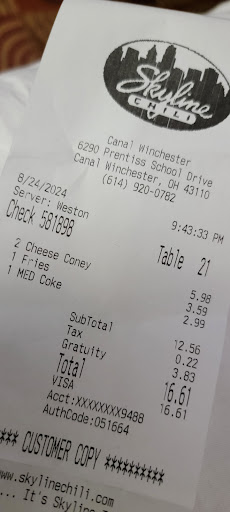 Skyline
CHILI
Canal Winchester
6290 Prentiss School Drive
Canal Winchester, OH 43110
(614) 920-0782
8/24/2024 9:43:33 PM
Server: Weston
Check 581898 Table 21
2 Cheese Coney 5.98
1 Fries 3.59
1 MED Coke 2.99
SubTotal 12.56
Tax 0.22
Gratuity 3.83
Total 16.61
VISA 16.61
Acct:XXXXXXXX9488
AuthCode:051664
*** CUSTOMER COPY **********
www.skylinechili.com
... It's Skyline